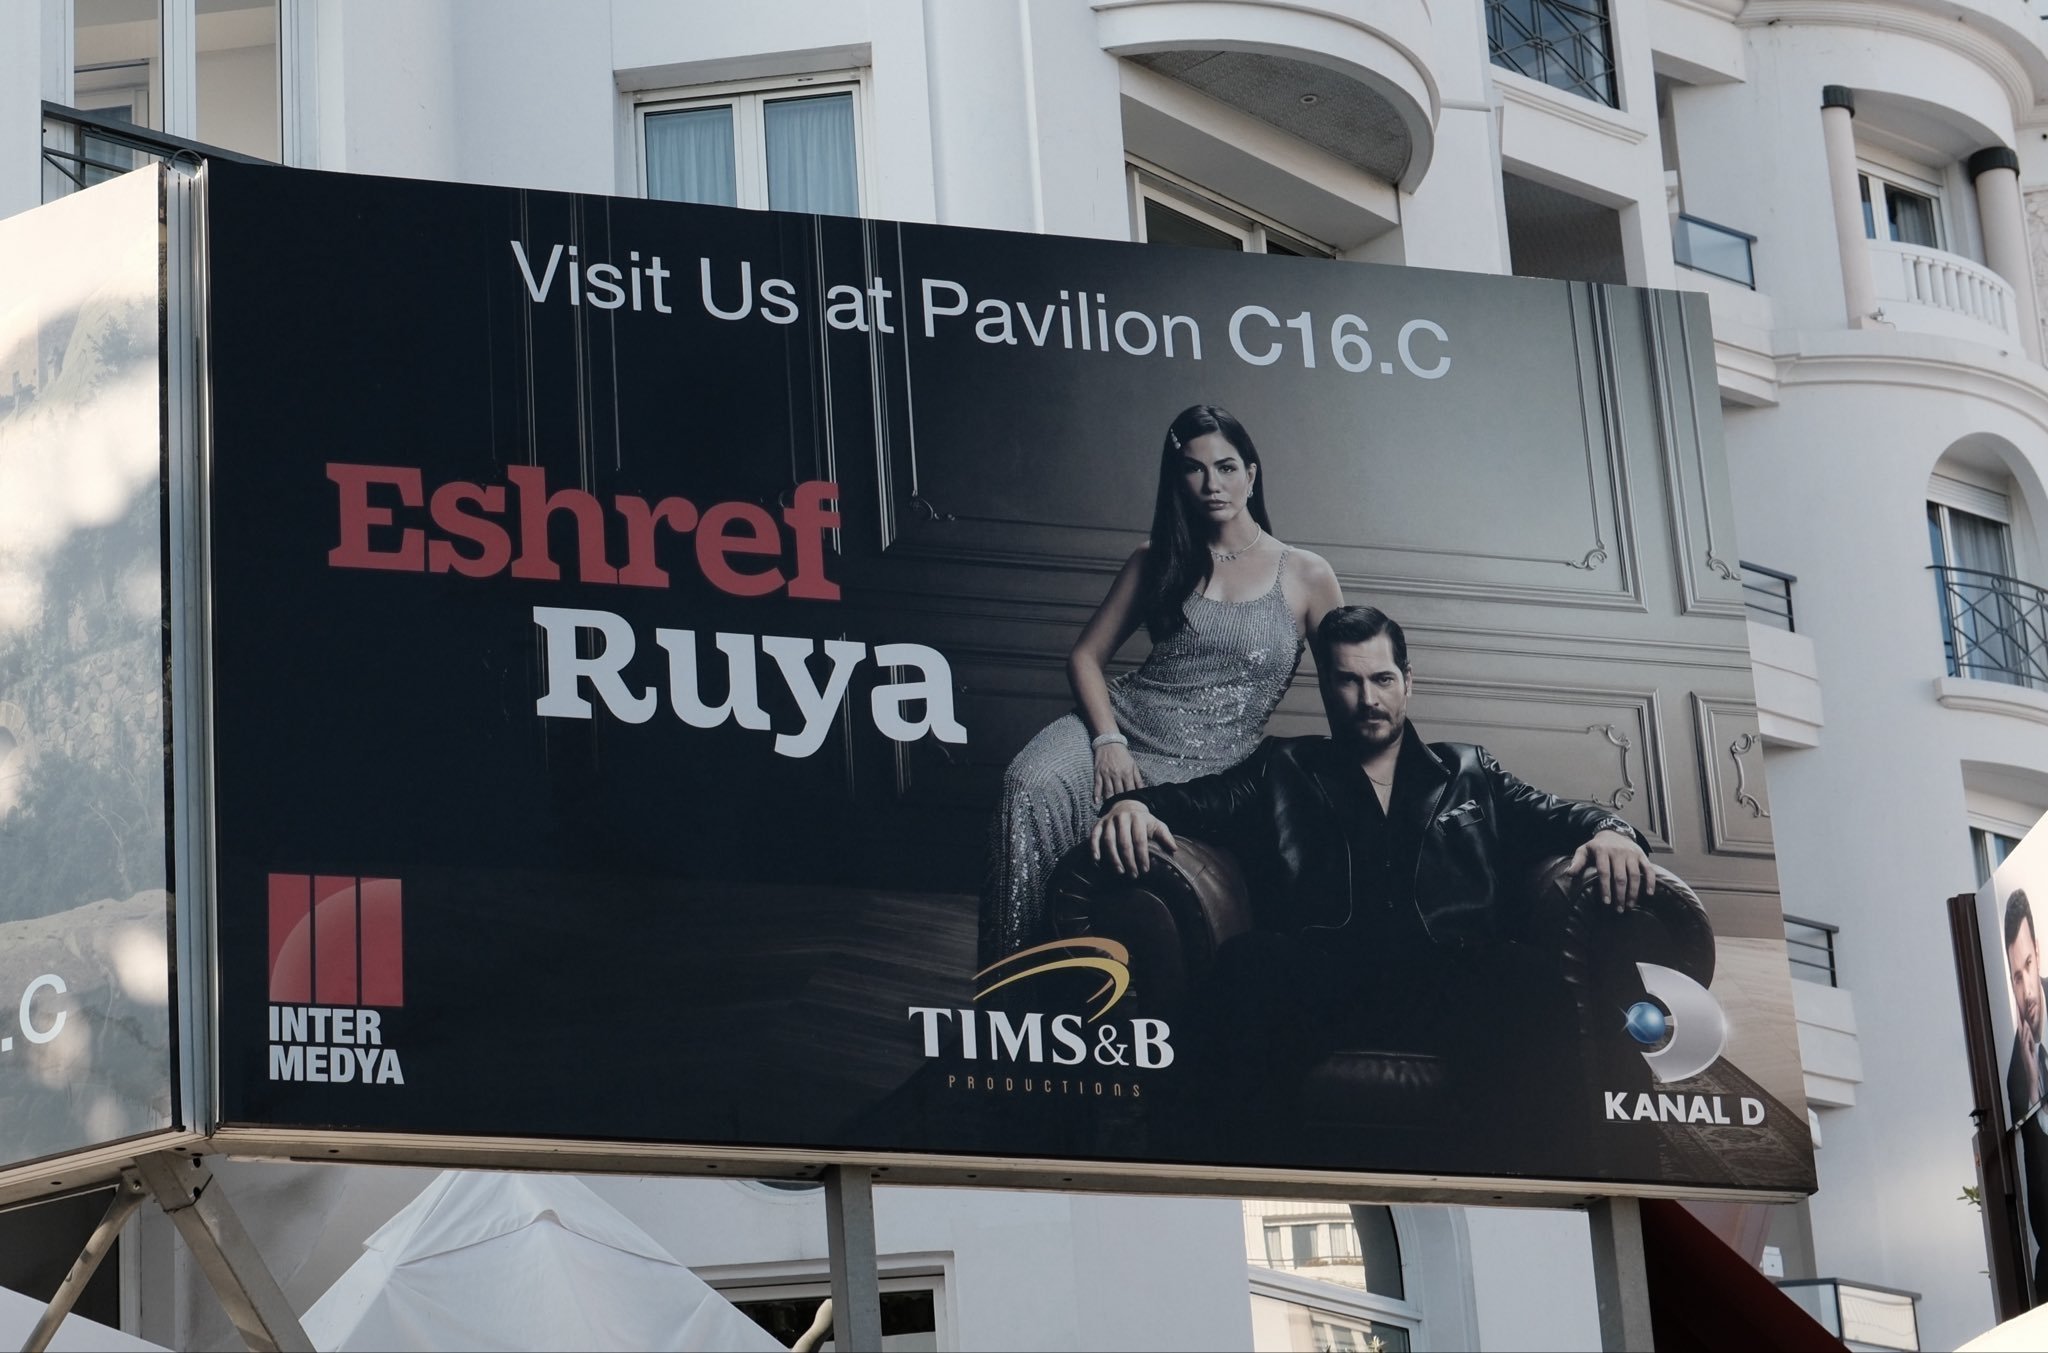 Visit Us at Pavilion C16.C
Eshref
Ruya
INTER
MEDYA
TIMS&B
PRODUCTIONS
KANAL D
.C